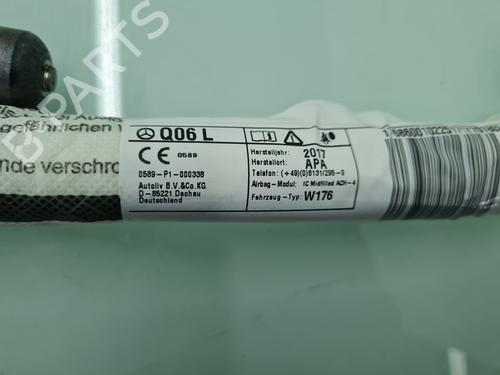 B-PARTS
gefährlichen
nde verschro
Q06 L
CE 0589
0589-P1-000338
Autoliv B.V.&Co.KG
D-85221 Dachau
Deutschland
Herstelljahr: 2017
Herstellort: APA
Telefon: (+49)(0)8131/295-0
Airbag-Modul: IC Midfilled ACH-4
Fahrzeug-Typ: W176